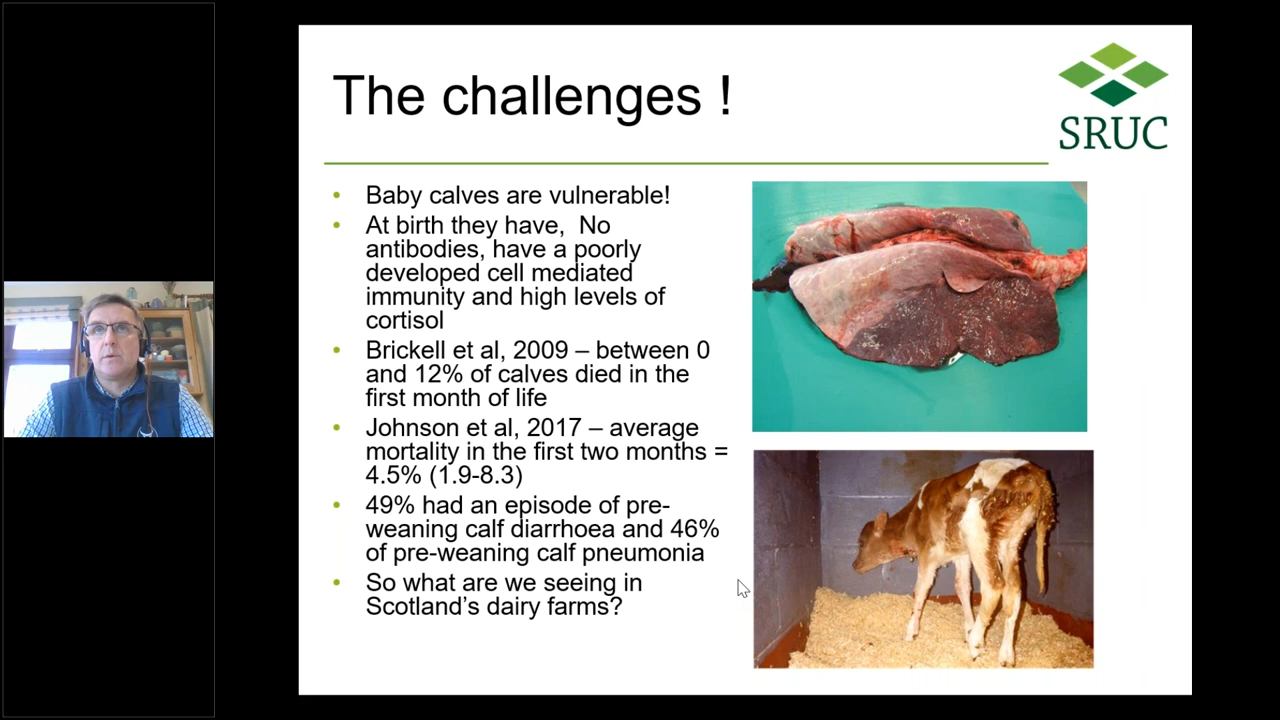 The challenges !
SRUC
• Baby calves are vulnerable!
• At birth they have,  No
antibodies, have a poorly
developed cell mediated
immunity and high levels of
cortisol
• Brickell et al, 2009 – between 0
and 12% of calves died in the
first month of life
• Johnson et al, 2017 – average
mortality in the first two months =
4.5% (1.9-8.3)
• 49% had an episode of pre-
weaning calf diarrhoea and 46%
of pre-weaning calf pneumonia
• So what are we seeing in
Scotland’s dairy farms?